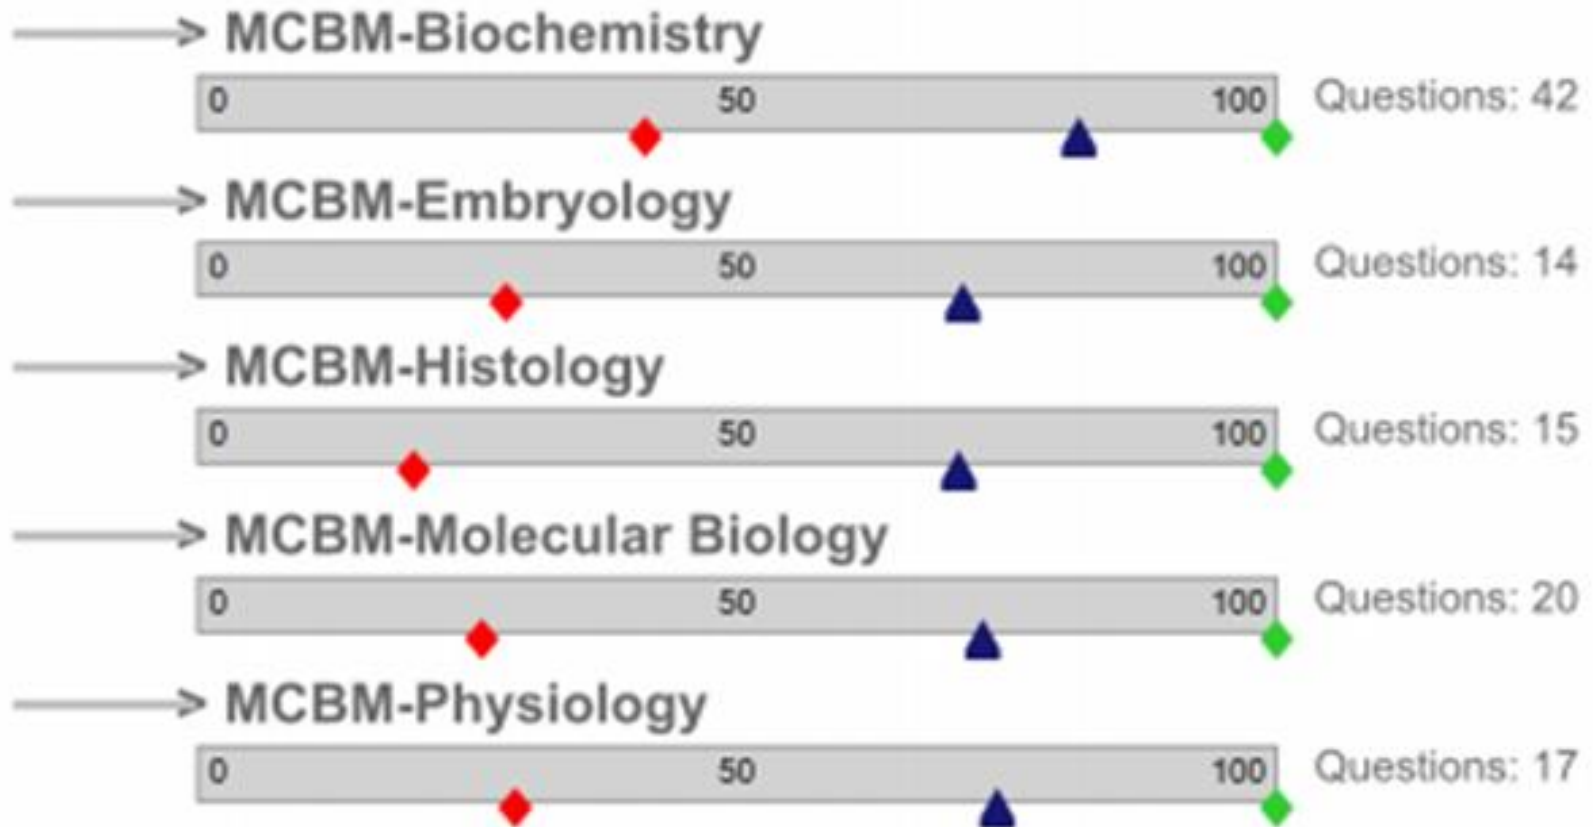 MCBM-Biochemistry
0 50 100 Questions: 42
MCBM-Embryology
0 50 100 Questions: 14
MCBM-Histology
0 50 100 Questions: 15
MCBM-Molecular Biology
0 50 100 Questions: 20
MCBM-Physiology
0 50 100 Questions: 17